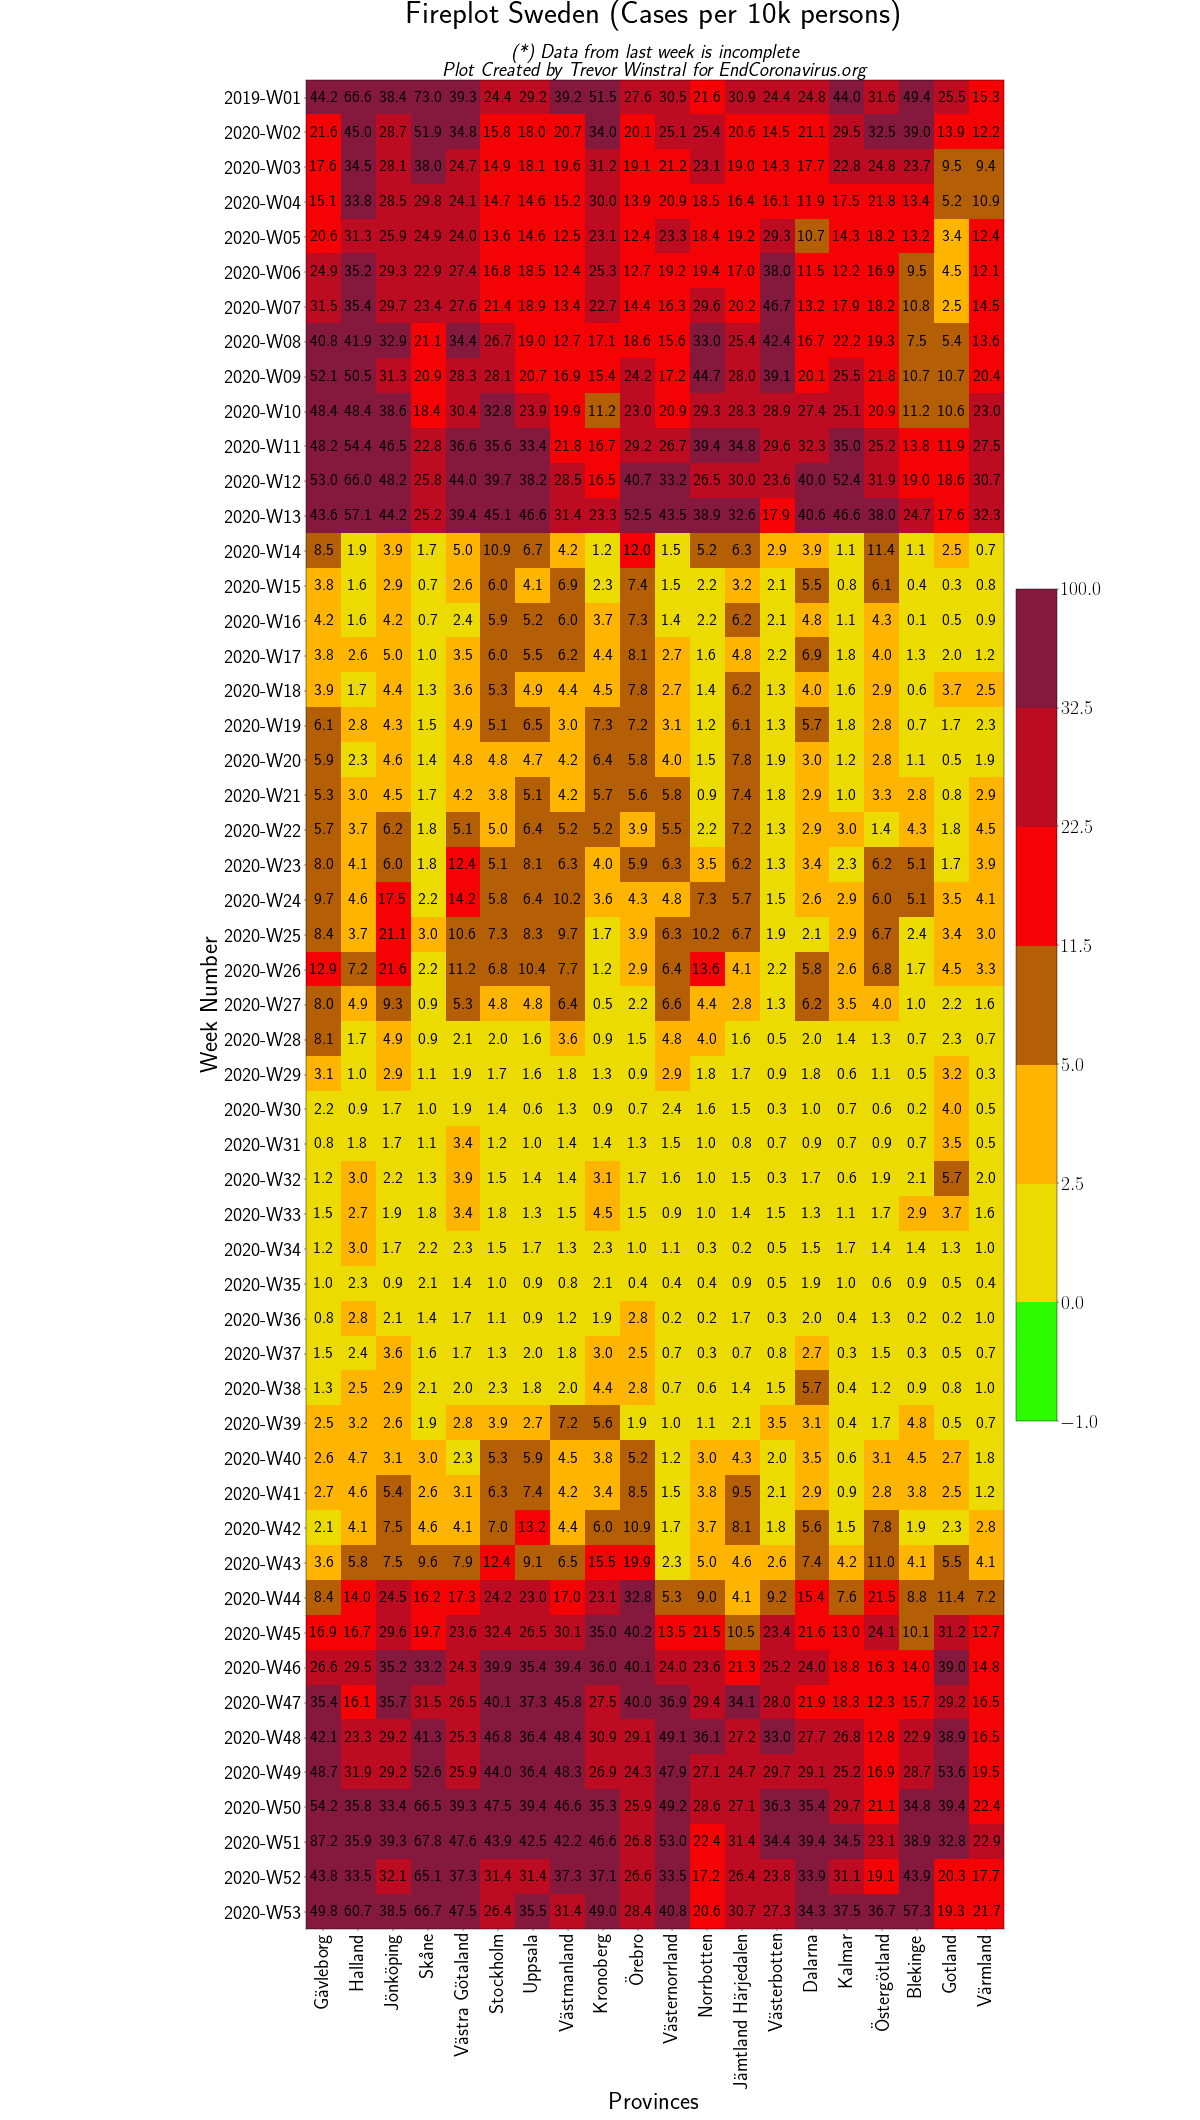 Fireplot Sweden (Cases per 10k persons)
(*) Data from last week is incomplete
Plot Created by Trevor Winstral for EndCoronavirus.org
2019-W01 44.2 66.6 38.4 73.0 39.3 24.4 29.2 39.2 51.5 27.6 30.5 21.6 30.9 24.4 24.8 44.0 31.6 49.4 25.5 15.3
2020-W02 21.6 45.0 28.7 51.9 34.8 15.8 18.0 20.7 34.0 20.1 25.1 25.4 20.6 14.5 21.1 29.5 32.5 39.0 13.9 12.2
2020-W03 17.6 34.5 28.1 38.0 24.7 14.9 18.1 19.6 31.2 19.1 21.2 23.1 19.0 14.3 17.7 22.8 24.8 23.7 9.5 9.4
2020-W04 15.1 33.8 28.5 29.8 24.1 14.7 14.6 15.2 30.0 13.9 20.9 18.5 16.4 16.1 11.9 17.5 21.8 13.4 5.2 10.9
2020-W05 20.6 31.3 25.9 24.9 24.0 13.6 14.6 12.5 23.1 12.4 23.3 18.4 19.2 29.3 10.7 14.3 18.2 13.2 3.4 12.4
2020-W06 24.9 35.2 29.3 22.9 27.4 16.8 18.5 12.4 25.3 12.7 19.2 19.4 17.0 38.0 11.5 12.2 16.9 9.5 4.5 12.1
2020-W07 31.5 35.4 29.7 23.4 27.6 21.4 18.9 13.4 22.7 14.4 16.3 29.6 20.2 46.7 13.2 17.9 18.2 10.8 2.5 14.5
2020-W08 40.8 41.9 32.9 21.1 34.4 26.7 19.0 12.7 17.1 18.6 15.6 33.0 25.4 42.4 16.7 22.2 19.3 7.5 5.4 13.6
2020-W09 52.1 50.5 31.3 20.9 28.3 28.1 20.7 16.9 15.4 24.2 17.2 44.7 28.0 39.1 20.1 25.5 21.8 10.7 10.7 20.4
2020-W10 48.4 48.4 38.6 18.4 30.4 32.8 23.9 19.9 11.2 23.0 20.9 29.3 28.3 28.9 27.4 25.1 20.9 11.2 10.6 23.0
2020-W11 48.2 54.4 46.5 22.8 36.6 35.6 33.4 21.8 16.7 29.2 26.7 39.4 34.8 29.6 32.3 35.0 25.2 13.8 11.9 27.5
2020-W12 53.0 66.0 48.2 25.8 44.0 39.7 38.2 28.5 16.5 40.7 33.2 26.5 30.0 23.6 40.0 52.4 31.9 19.0 18.6 30.7
2020-W13 43.6 57.1 44.2 25.2 39.4 45.1 46.6 31.4 23.3 52.5 43.5 38.9 32.6 17.9 40.6 46.6 38.0 24.7 17.6 32.3
2020-W14 8.5 1.9 3.9 1.7 5.0 10.9 6.7 4.2 1.2 12.0 1.5 5.2 6.3 2.9 3.9 1.1 11.4 1.1 2.5 0.7
2020-W15 3.8 1.6 2.9 0.7 2.6 6.0 4.1 6.9 2.3 7.4 1.5 2.2 3.2 2.1 5.5 0.8 6.1 0.4 0.3 0.8
2020-W16 4.2 1.6 4.2 0.7 2.4 5.9 5.2 6.0 3.7 7.3 1.4 2.2 6.2 2.1 4.8 1.1 4.3 0.1 0.5 0.9
2020-W17 3.8 2.6 5.0 1.0 3.5 6.0 5.5 6.2 4.4 8.1 2.7 1.6 4.8 2.2 6.9 1.8 4.0 1.3 2.0 1.2
2020-W18 3.9 1.7 4.4 1.3 3.6 5.3 4.9 4.4 4.5 7.8 2.7 1.4 6.2 1.3 4.0 1.6 2.9 0.6 3.7 2.5
2020-W19 6.1 2.8 4.3 1.5 4.9 5.1 6.5 3.0 7.3 7.2 3.1 1.2 6.1 1.3 5.7 1.8 2.8 0.7 1.7 2.3
2020-W20 5.9 2.3 4.6 1.4 4.8 4.8 4.7 4.2 6.4 5.8 4.0 1.5 7.8 1.9 3.0 1.2 2.8 1.1 0.5 1.9
2020-W21 5.3 3.0 4.5 1.7 4.2 3.8 5.1 4.2 5.7 5.6 5.8 0.9 7.4 1.8 2.9 1.0 3.3 2.8 0.8 2.9
2020-W22 5.7 3.7 6.2 1.8 5.1 5.0 6.4 5.2 5.2 3.9 5.5 2.2 7.2 1.3 2.9 3.0 1.4 4.3 1.8 4.5
2020-W23 8.0 4.1 6.0 1.8 12.4 5.1 8.1 6.3 4.0 5.9 6.3 3.5 6.2 1.3 3.4 2.3 6.2 5.1 1.7 3.9
2020-W24 9.7 4.6 17.5 2.2 14.2 5.8 6.4 10.2 3.6 4.3 4.8 7.3 5.7 1.5 2.6 2.9 6.0 5.1 3.5 4.1
2020-W25 8.4 3.7 21.1 3.0 10.6 7.3 8.3 9.7 1.7 3.9 6.3 10.2 6.7 1.9 2.1 2.9 6.7 2.4 3.4 3.0
2020-W26 12.9 7.2 21.6 2.2 11.2 6.8 10.4 7.7 1.2 2.9 6.4 13.6 4.1 2.2 5.8 2.6 6.8 1.7 4.5 3.3
2020-W27 8.0 4.9 9.3 0.9 5.3 4.8 4.8 6.4 0.5 2.2 6.6 4.4 2.8 1.3 6.2 3.5 4.0 1.0 2.2 1.6
2020-W28 8.1 1.7 4.9 0.9 2.1 2.0 1.6 3.6 0.9 1.5 4.8 4.0 1.6 0.5 2.0 1.4 1.3 0.7 2.3 0.7
2020-W29 3.1 1.0 2.9 1.1 1.9 1.7 1.6 1.8 1.3 0.9 2.9 1.8 1.7 0.9 1.8 0.6 1.1 0.5 3.2 0.3
2020-W30 2.2 0.9 1.7 1.0 1.9 1.4 0.6 1.3 0.9 0.7 2.4 1.6 1.5 0.3 1.0 0.7 0.6 0.2 4.0 0.5
2020-W31 0.8 1.8 1.7 1.1 3.4 1.2 1.0 1.4 1.4 1.3 1.5 1.0 0.8 0.7 0.9 0.7 0.9 0.7 3.5 0.5
2020-W32 1.2 3.0 2.2 1.3 3.9 1.5 1.4 1.4 3.1 1.7 1.6 1.0 1.5 0.3 1.7 0.6 1.9 2.1 5.7 2.0
2020-W33 1.5 2.7 1.9 1.8 3.4 1.8 1.3 1.5 4.5 1.5 0.9 1.0 1.4 1.5 1.3 1.1 1.7 2.9 3.7 1.6
2020-W34 1.2 3.0 1.7 2.2 2.3 1.5 1.7 1.3 2.3 1.0 1.1 0.3 0.2 0.5 1.5 1.7 1.4 1.4 1.3 1.0
2020-W35 1.0 2.3 0.9 2.1 1.4 1.0 0.9 0.8 2.1 0.4 0.4 0.4 0.9 0.5 1.9 1.0 0.6 0.9 0.5 0.4
2020-W36 0.8 2.8 2.1 1.4 1.7 1.1 0.9 1.2 1.9 2.8 0.2 0.2 1.7 0.3 2.0 0.4 1.3 0.2 0.2 1.0
2020-W37 1.5 2.4 3.6 1.6 1.7 1.3 2.0 1.8 3.0 2.5 0.7 0.3 0.7 0.8 2.7 0.3 1.5 0.3 0.5 0.7
2020-W38 1.3 2.5 2.9 2.1 2.0 2.3 1.8 2.0 4.4 2.8 0.7 0.6 1.4 1.5 5.7 0.4 1.2 0.9 0.8 1.0
2020-W39 2.5 3.2 2.6 1.9 2.8 3.9 2.7 7.2 5.6 1.9 1.0 1.1 2.1 3.5 3.1 0.4 1.7 4.8 0.5 0.7
2020-W40 2.6 4.7 3.1 3.0 2.3 5.3 5.9 4.5 3.8 5.2 1.2 3.0 4.3 2.0 3.5 0.6 3.1 4.5 2.7 1.8
2020-W41 2.7 4.6 5.4 2.6 3.1 6.3 7.4 4.2 3.4 8.5 1.5 3.8 9.5 2.1 2.9 0.9 2.8 3.8 2.5 1.2
2020-W42 2.1 4.1 7.5 4.6 4.1 7.0 13.2 4.4 6.0 10.9 1.7 3.7 8.1 1.8 5.6 1.5 7.8 1.9 2.3 2.8
2020-W43 3.6 5.8 7.5 9.6 7.9 12.4 9.1 6.5 15.5 19.9 2.3 5.0 4.6 2.6 7.4 4.2 11.0 4.1 5.5 4.1
2020-W44 8.4 14.0 24.5 16.2 17.3 24.2 23.0 17.0 23.1 32.8 5.3 9.0 4.1 9.2 15.4 7.6 21.5 8.8 11.4 7.2
2020-W45 16.9 16.7 29.6 19.7 23.6 32.4 26.5 30.1 35.0 40.2 13.5 21.5 10.5 23.4 21.6 13.0 24.1 10.1 31.2 12.7
2020-W46 26.6 29.5 35.2 33.2 24.3 39.9 35.4 39.4 36.0 40.1 24.0 23.6 21.3 25.2 24.0 18.8 16.3 14.0 39.0 14.8
2020-W47 35.4 16.1 35.7 31.5 26.5 40.1 37.3 45.8 27.5 40.0 36.9 29.4 34.1 28.0 21.9 18.3 12.3 15.7 29.2 16.5
2020-W48 42.1 23.3 29.2 41.3 25.3 46.8 36.4 48.4 30.9 29.1 49.1 36.1 27.2 33.0 27.7 26.8 12.8 22.9 38.9 16.5
2020-W49 48.7 31.9 29.2 52.6 25.9 44.0 36.4 48.3 26.9 24.3 47.9 27.1 24.7 29.7 29.1 25.2 16.9 28.7 53.6 19.5
2020-W50 54.2 35.8 33.4 66.5 39.3 47.5 39.4 46.6 35.3 25.9 49.2 28.6 27.1 36.3 35.4 29.7 21.1 34.8 39.4 22.4
2020-W51 87.2 35.9 39.3 67.8 47.6 43.9 42.5 42.2 46.6 26.8 53.0 22.4 31.4 34.4 39.4 34.5 23.1 38.9 32.8 22.9
2020-W52 43.8 33.5 32.1 65.1 37.3 31.4 31.4 37.3 37.1 26.6 33.5 17.2 26.4 23.8 33.9 31.1 19.1 43.9 20.3 17.7
2020-W53 49.8 60.7 38.5 66.7 47.5 26.4 35.5 31.4 49.0 28.4 40.8 20.6 30.7 27.3 34.3 37.5 36.7 57.3 19.3 21.7
Week Number
Gävleborg
Halland
Jönköping
Skåne
Västra Götaland
Stockholm
Uppsala
Västmanland
Kronoberg
Örebro
Västernorrland
Norrbotten
Jämtland Härjedalen
Västerbotten
Dalarna
Kalmar
Östergötland
Blekinge
Gotland
Värmland
Provinces
100.0
32.5
22.5
11.5
5.0
2.5
0.0
−1.0